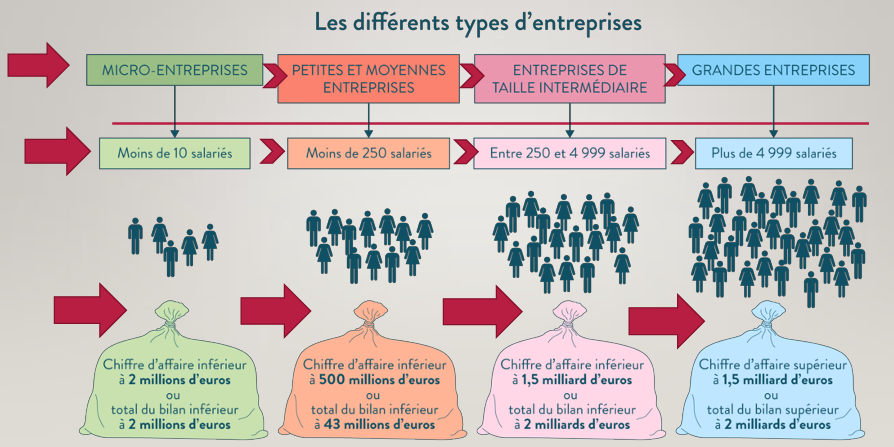 Les différents types d'entreprises
MICRO-ENTREPRISES
PETITES ET MOYENNES
ENTREPRISES
ENTREPRISES DE
TAILLE INTERMÉDIAIRE
GRANDES ENTREPRISES
Moins de 10 salariés
Moins de 250 salariés
Entre 250 et 4 999 salariés
Plus de 4 999 salariés
Chiffre d'affaire inférieur
à 2 millions d'euros
ou
total du bilan inférieur
à 2 millions d'euros
Chiffre d'affaire inférieur
à 500 millions d'euros
ou
total du bilan inférieur
à 43 millions d'euros
Chiffre d'affaire inférieur
à 1,5 milliard d'euros
ou
total du bilan inférieur
à 2 milliards d'euros
Chiffre d'affaire supérieur
à 1,5 milliard d'euros
ou
total du bilan supérieur
à 2 milliards d'euros